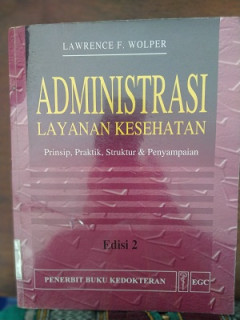 LAWRENCE F. WOLPER
ADMINISTRASI
LAYANAN KESEHATAN
Prinsip, Praktik, Struktur & Penyampaian
Edisi 2
PENERBIT BUKU KEDOKTERAN EGC